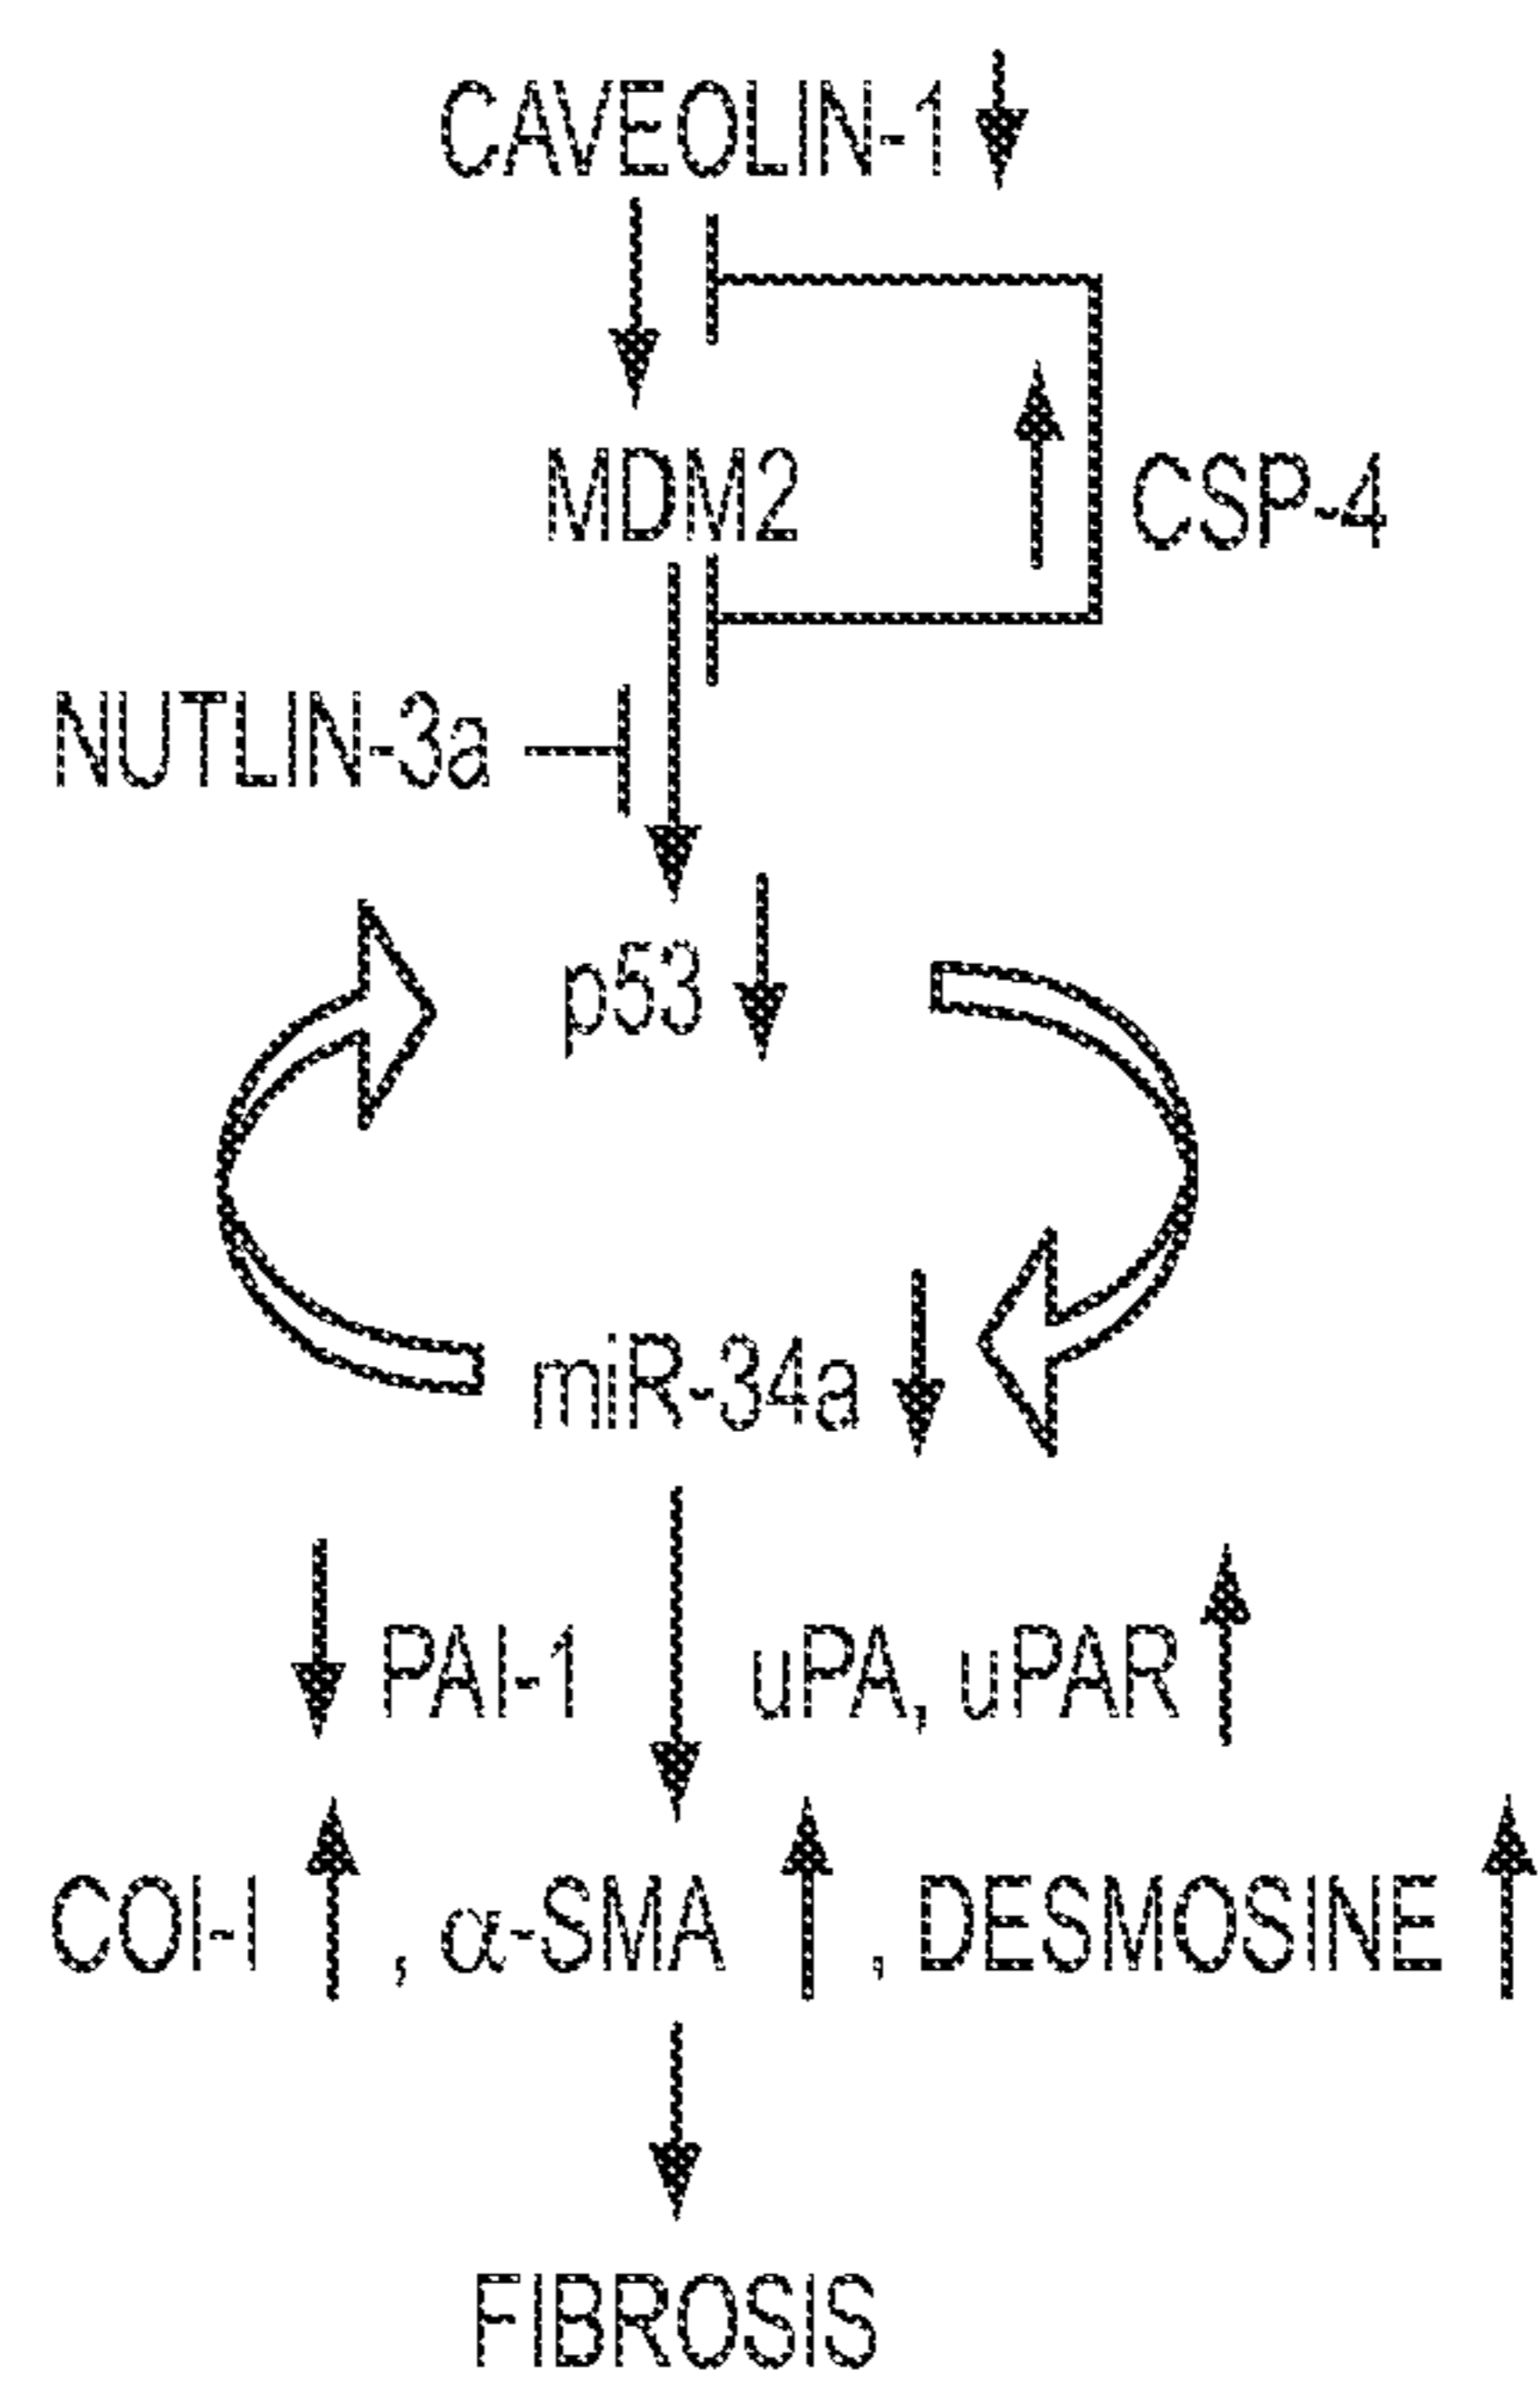 CAVEOLIN-1
MDM2
CSP-4
NUTLIN-3a
p53
miR-34a
PAI-1 uPA, uPAR
COI-I , α-SMA , DESMOSINE
FIBROSIS